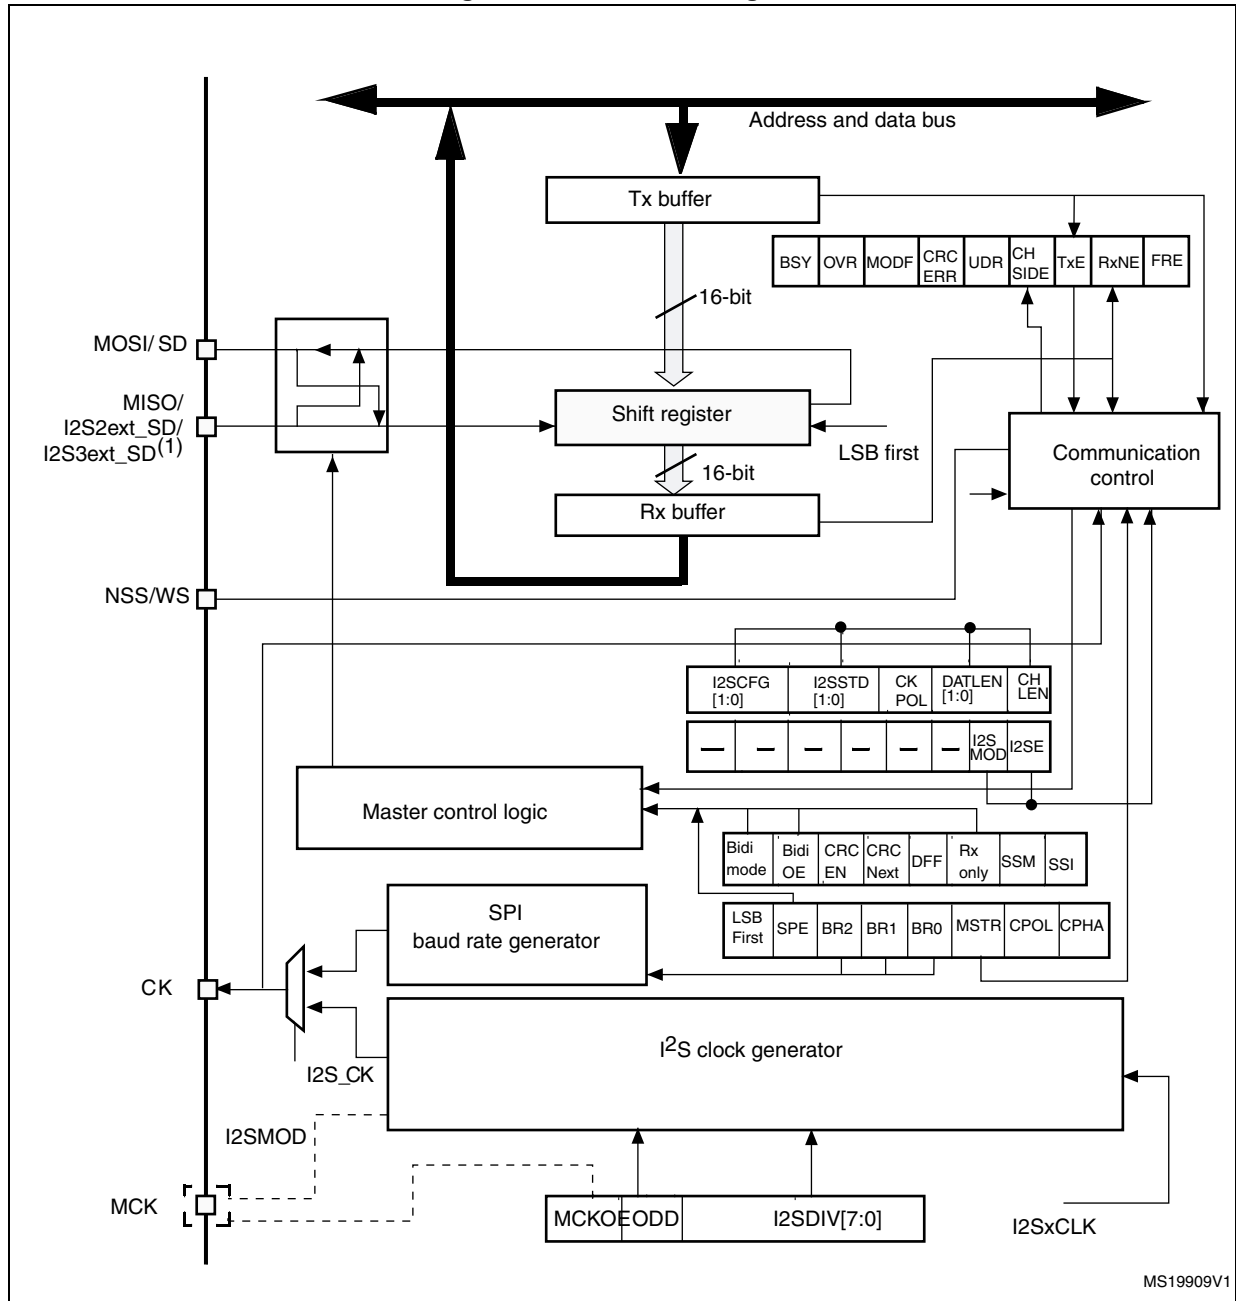 Address and data bus
Tx buffer
BSY OVR MODF CRC ERR UDR CH SIDE TxE RxNE FRE
16-bit
MOSI/ SD
MISO/
I2S2ext_SD/
I2S3ext_SD(1)
Shift register
LSB first
Communication
control
16-bit
Rx buffer
NSS/WS
I2SCFG [1:0] I2SSTD [1:0] CK POL DATLEN [1:0] CH LEN
— — — — — — I2S MOD I2SE
Master control logic
Bidi mode Bidi OE CRC EN CRC Next DFF Rx only SSM SSI
LSB First SPE BR2 BR1 BR0 MSTR CPOL CPHA
SPI
baud rate generator
CK
I2S clock generator
I2S_CK
I2SMOD
MCK
MCKOE ODD I2SDIV[7:0]
I2SxCLK
MS19909V1